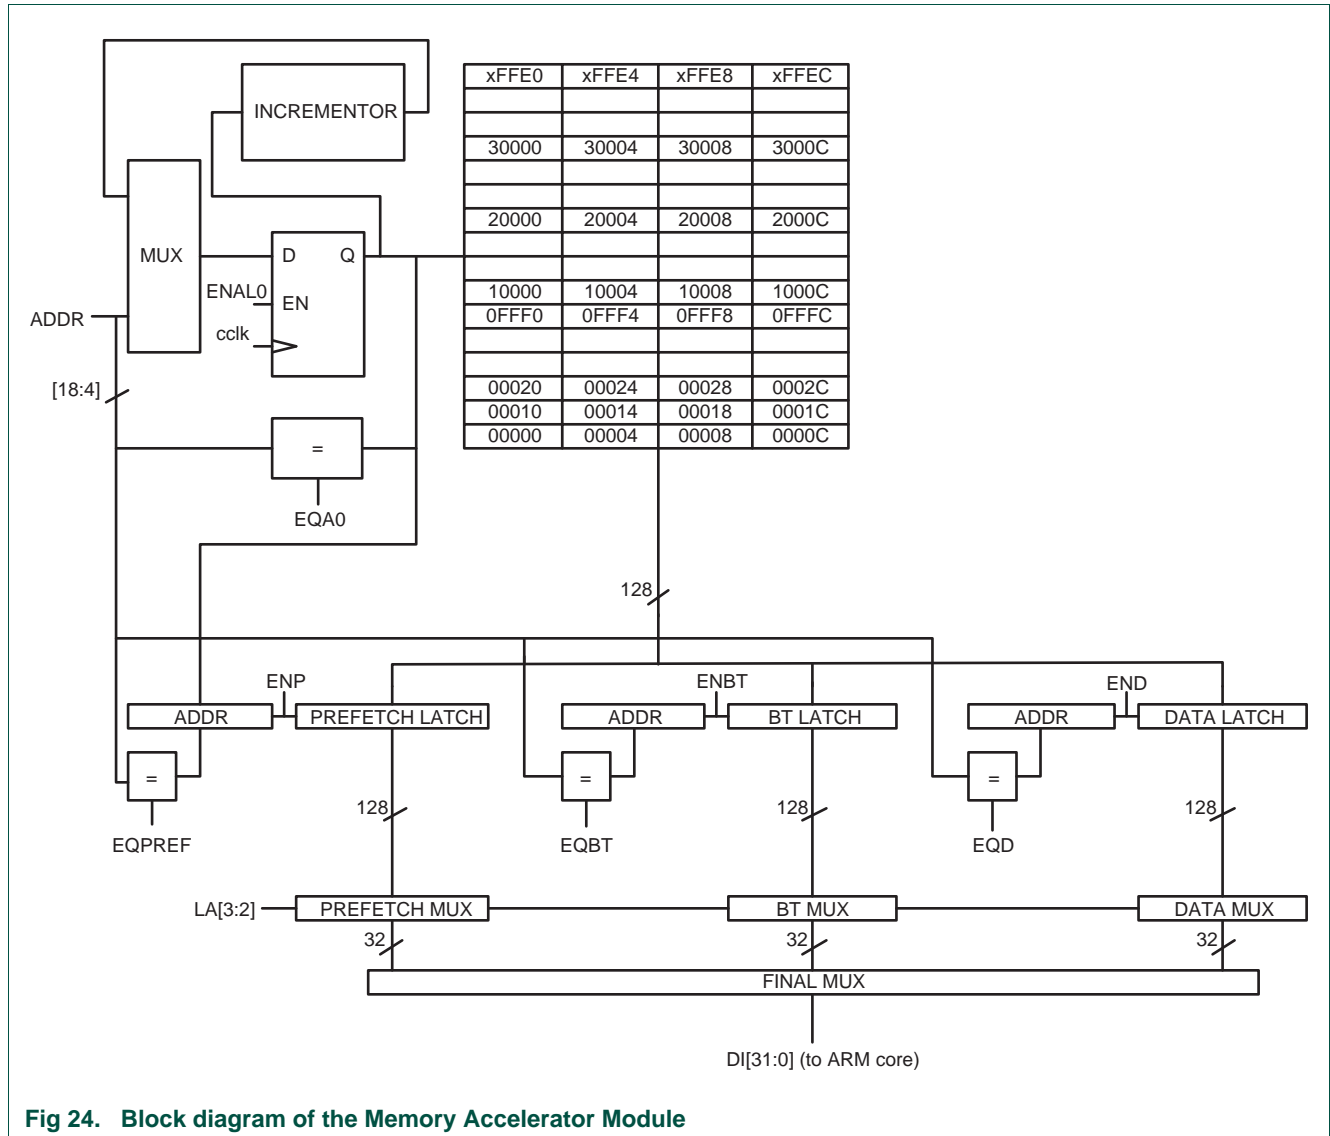 xFFE0 xFFE4 xFFE8 xFFEC
INCREMENTOR
30000 30004 30008 3000C
20000 20004 20008 2000C
MUX
D Q
ENAL0
EN
10000 10004 10008 1000C
ADDR
0FFF0 0FFF4 0FFF8 0FFFC
cclk
[18:4]
00020 00024 00028 0002C
00010 00014 00018 0001C
00000 00004 00008 0000C
=
EQA0
128
ENP ENBT END
ADDR PREFETCH LATCH ADDR BT LATCH ADDR DATA LATCH
= = =
128 128 128
EQPREF EQBT EQD
LA[3:2] PREFETCH MUX BT MUX DATA MUX
32 32 32
FINAL MUX
DI[31:0] (to ARM core)
Fig 24. Block diagram of the Memory Accelerator Module